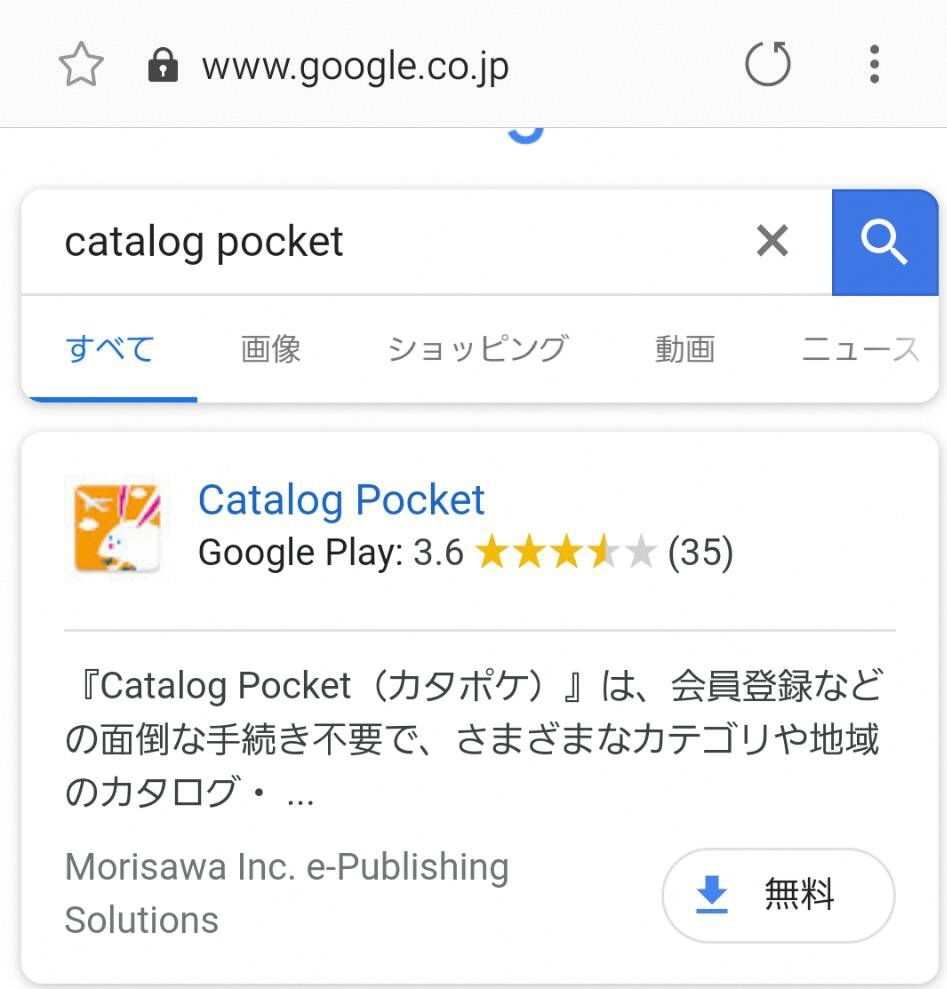 www.google.co.jp
catalog pocket
すべて 画像 ショッピング 動画 ニュース
Catalog Pocket
Google Play: 3.6 (35)
『Catalog Pocket（カタポケ）』は、会員登録など
の面倒な手続き不要で、さまざまなカテゴリや地域
のカタログ・ ...
Morisawa Inc. e-Publishing
Solutions
無料